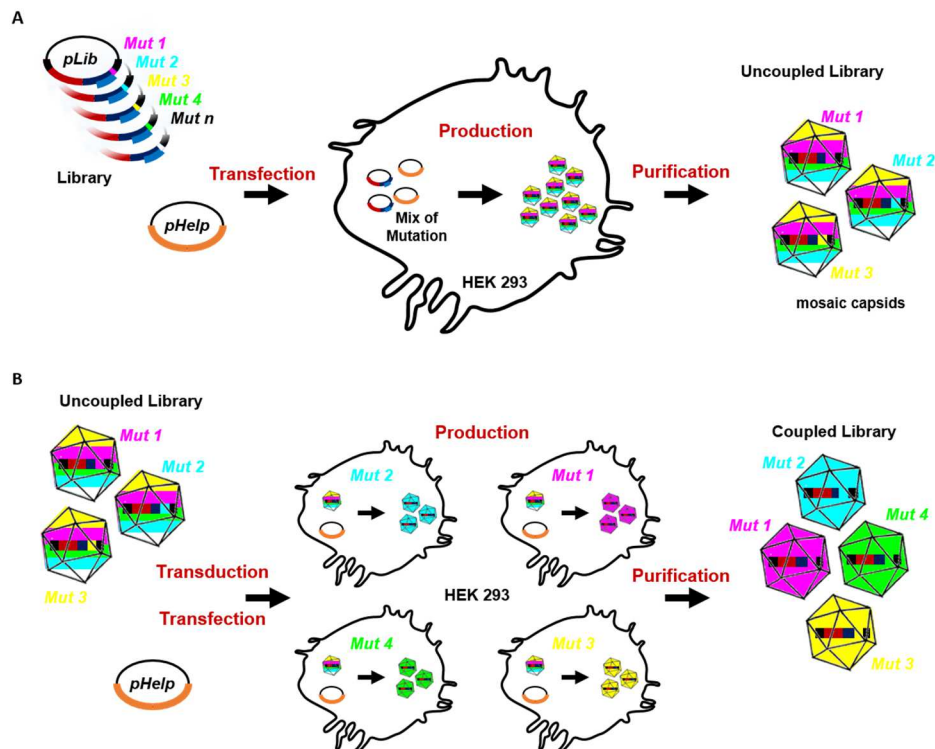 A
pLib
Mut 1
Mut 2
Mut 3
Mut 4
Mut n
Library
pHelp
Transfection
Production
Mix of
Mutation
HEK 293
Purification
Uncoupled Library
Mut 1
Mut 2
Mut 3
mosaic capsids
B
Uncoupled Library
Mut 1
Mut 2
Mut 3
pHelp
Transduction
Transfection
Production
Mut 2
Mut 1
HEK 293
Mut 4
Mut 3
Purification
Coupled Library
Mut 2
Mut 1
Mut 4
Mut 3